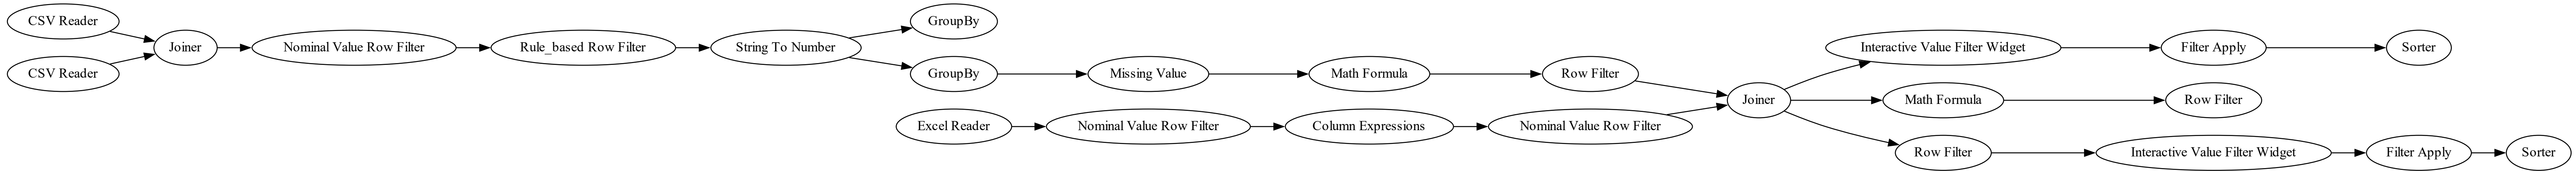 CSV Reader
CSV Reader
Joiner
Nominal Value Row Filter
Rule_based Row Filter
String To Number
GroupBy
GroupBy
Missing Value
Math Formula
Row Filter
Excel Reader
Nominal Value Row Filter
Column Expressions
Nominal Value Row Filter
Joiner
Interactive Value Filter Widget
Filter Apply
Sorter
Math Formula
Row Filter
Row Filter
Interactive Value Filter Widget
Filter Apply
Sorter